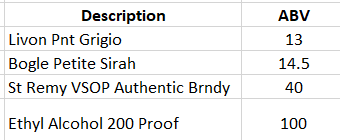 Description ABV
Livon Pnt Grigio 13
Bogle Petite Sirah 14.5
St Remy VSOP Authentic Brndy 40
Ethyl Alcohol 200 Proof 100